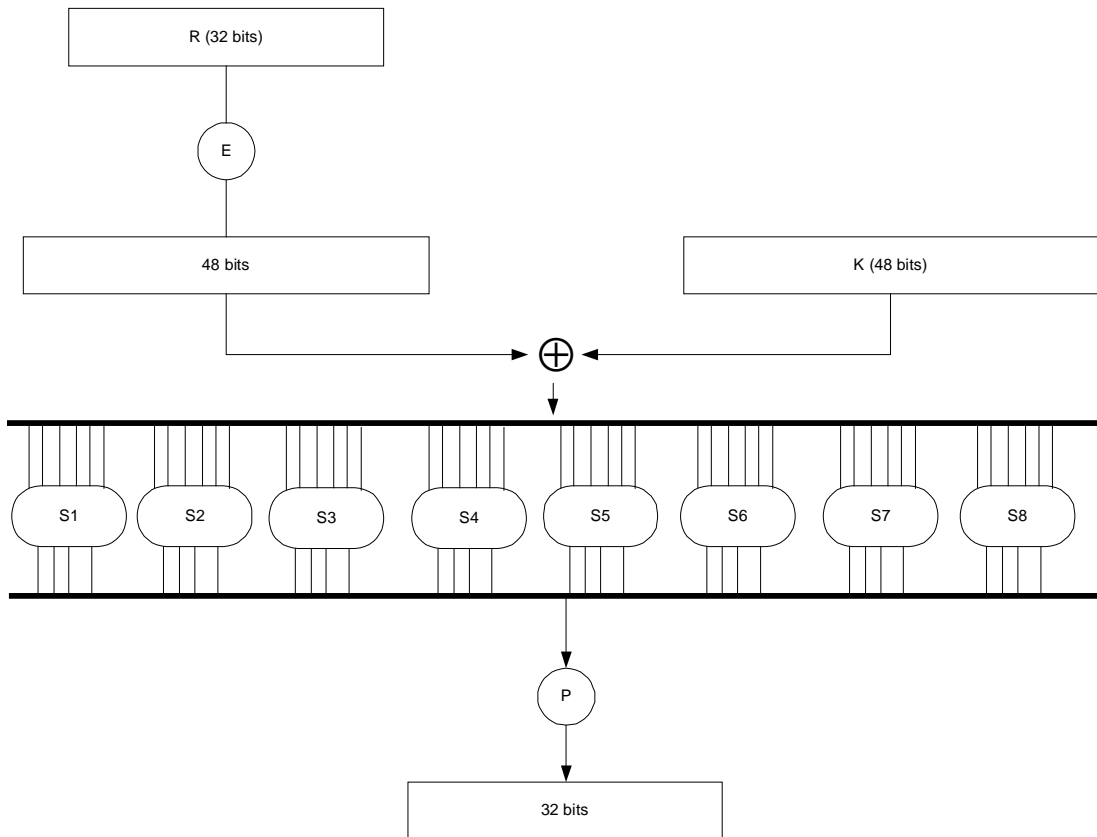 R (32 bits)
E
48 bits
K (48 bits)
S1
S2
S3
S4
S5
S6
S7
S8
P
32 bits